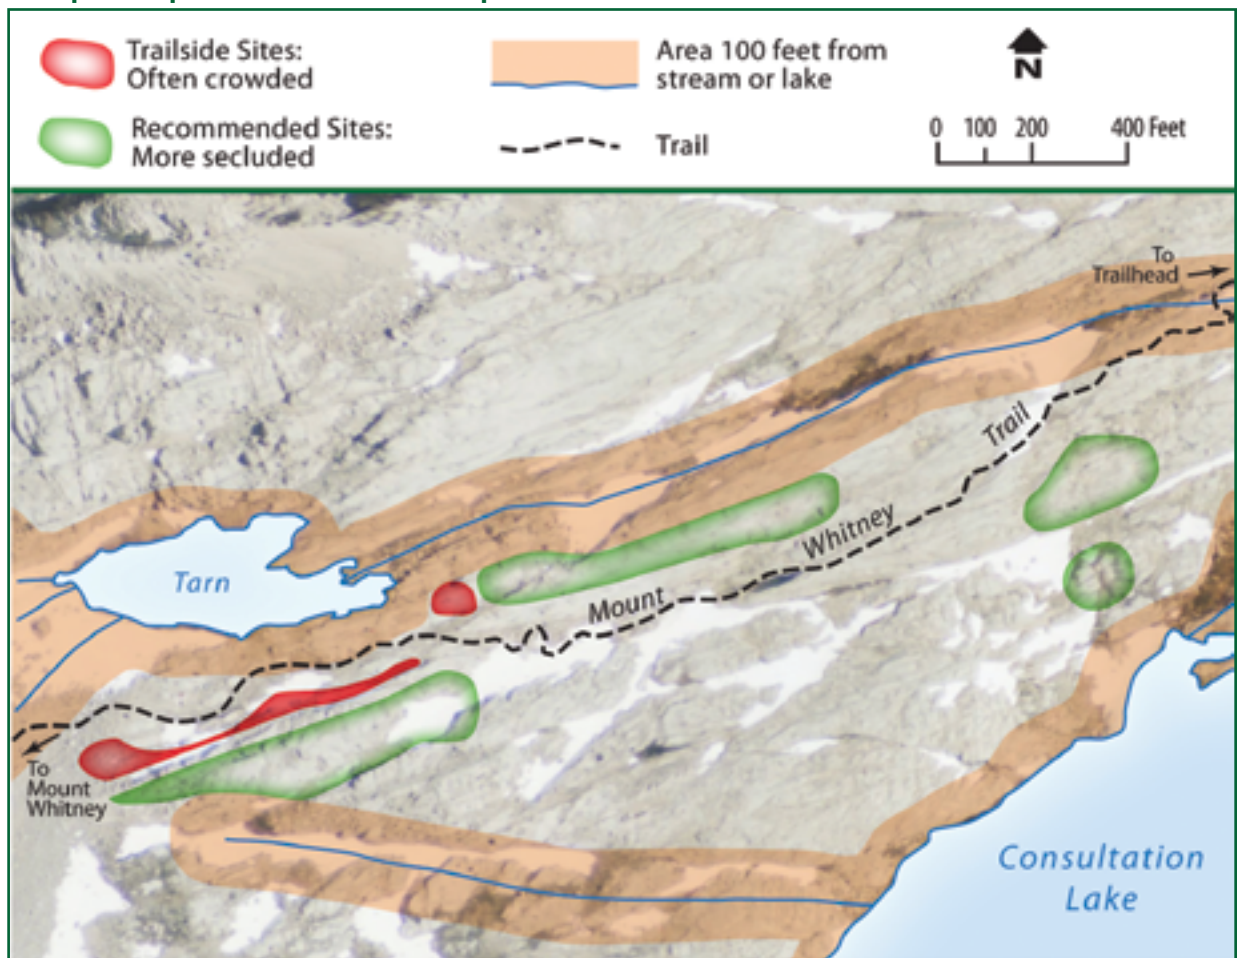 Trailside Sites:
Often crowded
Recommended Sites:
More secluded
Area 100 feet from
stream or lake
Trail
N
0 100 200 400 Feet
To
Trailhead
Trail
Whitney
Mount
Tarn
To
Mount
Whitney
Consultation
Lake